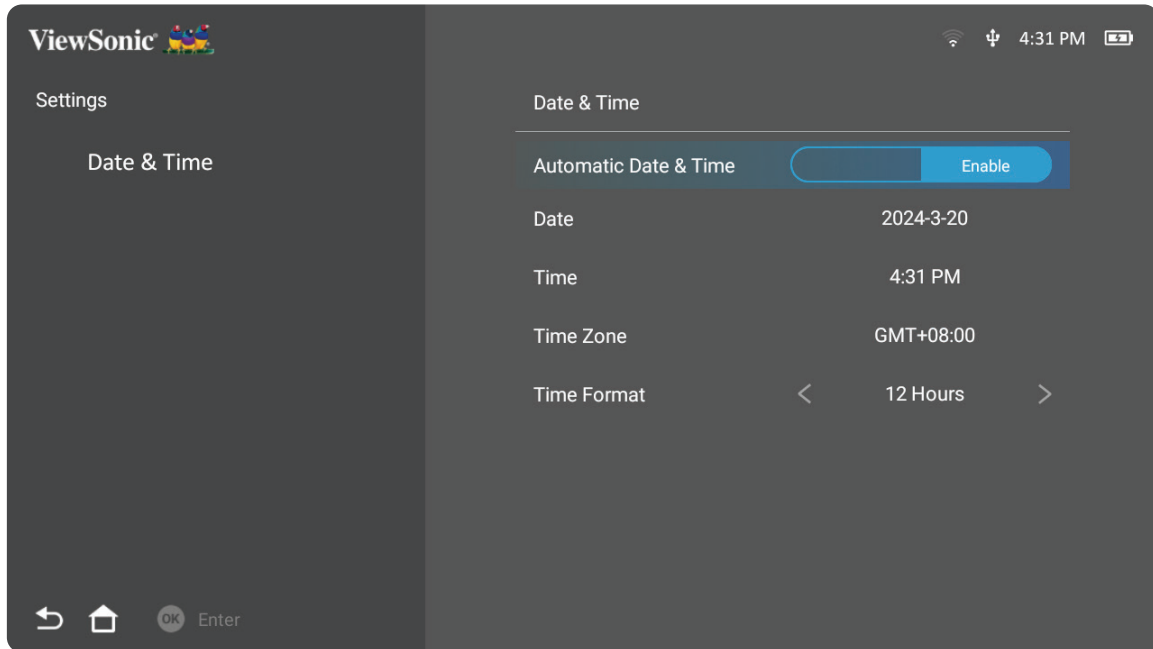 ViewSonic
4:31 PM
Settings
Date & Time
Date & Time
Automatic Date & Time Enable
Date 2024-3-20
Time 4:31 PM
Time Zone GMT+08:00
Time Format < 12 Hours >
OK Enter